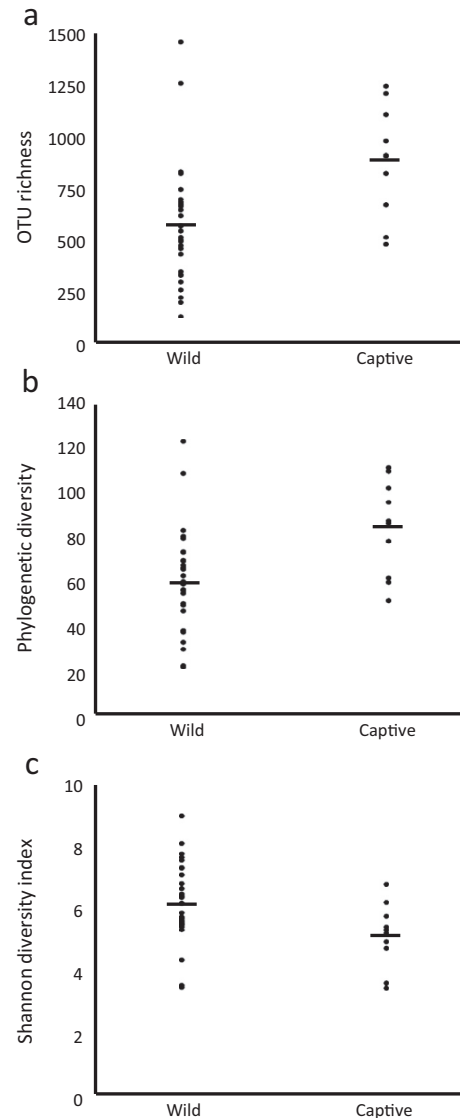 a
1500
1250
1000
750
500
250
0
OTU richness
Wild Captive
b
140
120
100
80
60
40
20
0
Phylogenetic diversity
Wild Captive
c
10
8
6
4
2
0
Shannon diversity index
Wild Captive